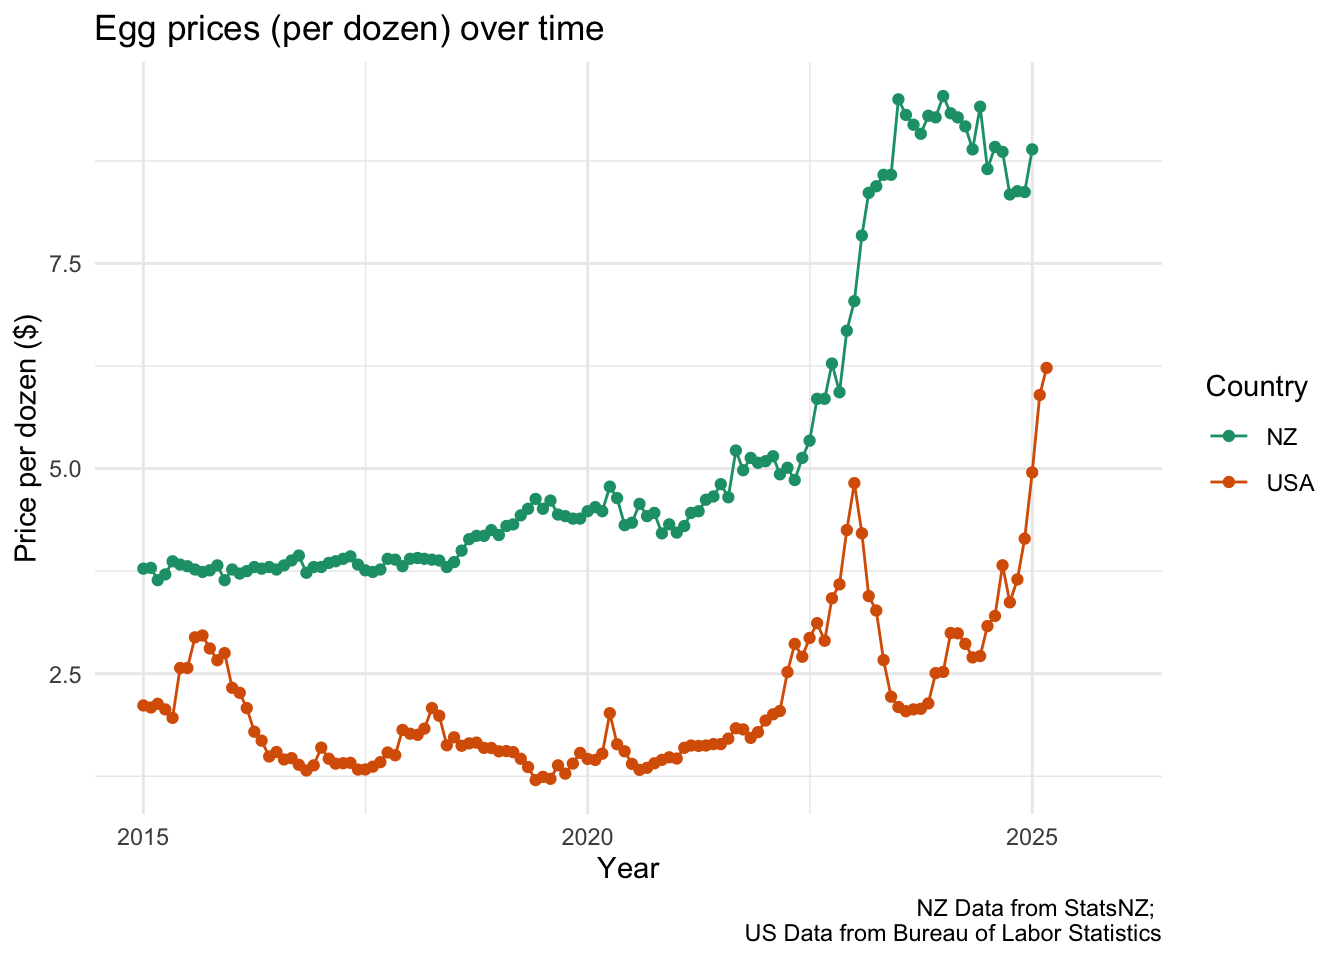 Egg prices (per dozen) over time
Price per dozen ($)
7.5
5.0
2.5
2015
2020
2025
Year
Country
NZ
USA
NZ Data from StatsNZ;
US Data from Bureau of Labor Statistics